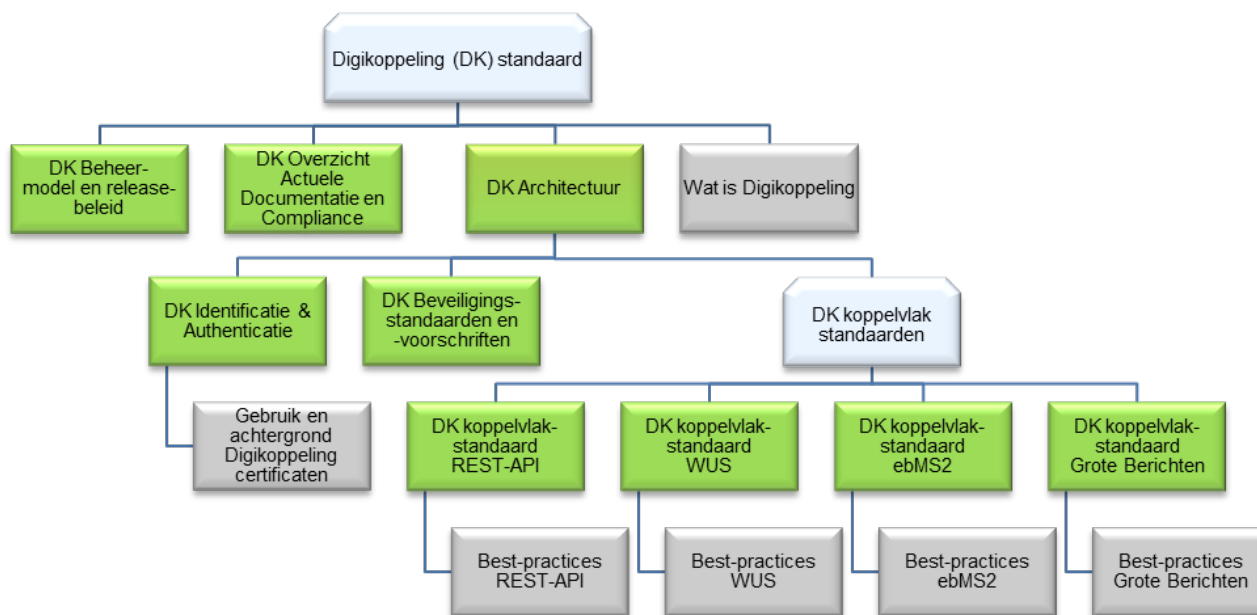 Digikoppeling (DK) standaard
DK Beheer-
model en release-
beleid
DK Overzicht
Actuele
Documentatie en
Compliance
DK Architectuur
Wat is Digikoppeling
DK Identificatie &
Authenticatie
DK Beveiligings-
standaarden en
-voorschriften
DK koppelvlak
standaarden
Gebruik en
achtergrond
Digikoppeling
certificaten
DK koppelvlak-
standaard
REST-API
DK koppelvlak-
standaard
WUS
DK koppelvlak-
standaard
ebMS2
DK koppelvlak-
standaard
Grote Berichten
Best-practices
REST-API
Best-practices
WUS
Best-practices
ebMS2
Best-practices
Grote Berichten